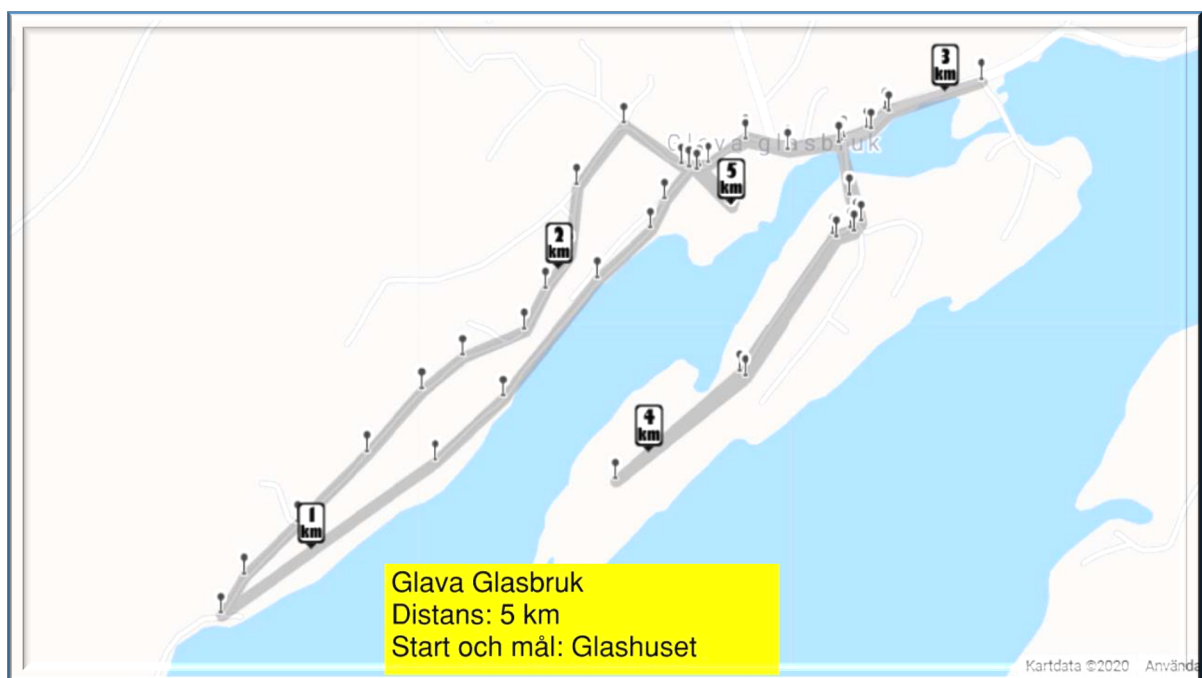 3
km
Glava glasbruk
5
km
2
km
4
km
1
km
Glava Glasbruk
Distans: 5 km
Start och mål: Glashuset
Kartdata ©2020 Använda